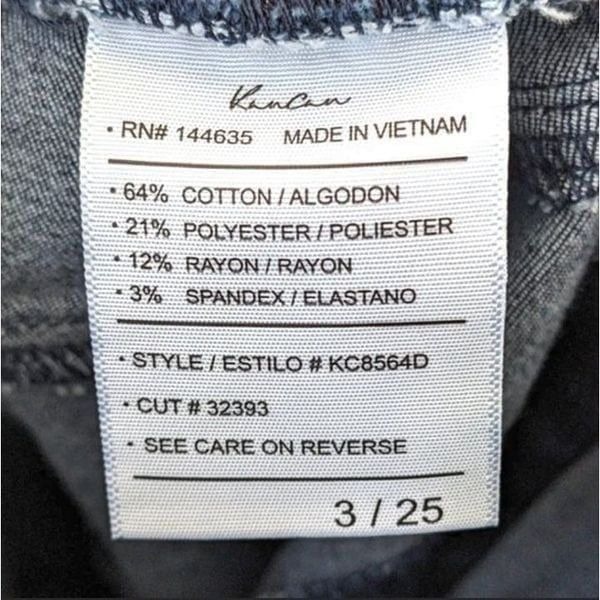 KanCan
• RN# 144635 MADE IN VIETNAM
• 64% COTTON / ALGODON
• 21% POLYESTER / POLIESTER
• 12% RAYON / RAYON
• 3% SPANDEX / ELASTANO
• STYLE / ESTILO # KC8564D
• CUT # 32393
• SEE CARE ON REVERSE
3 / 25